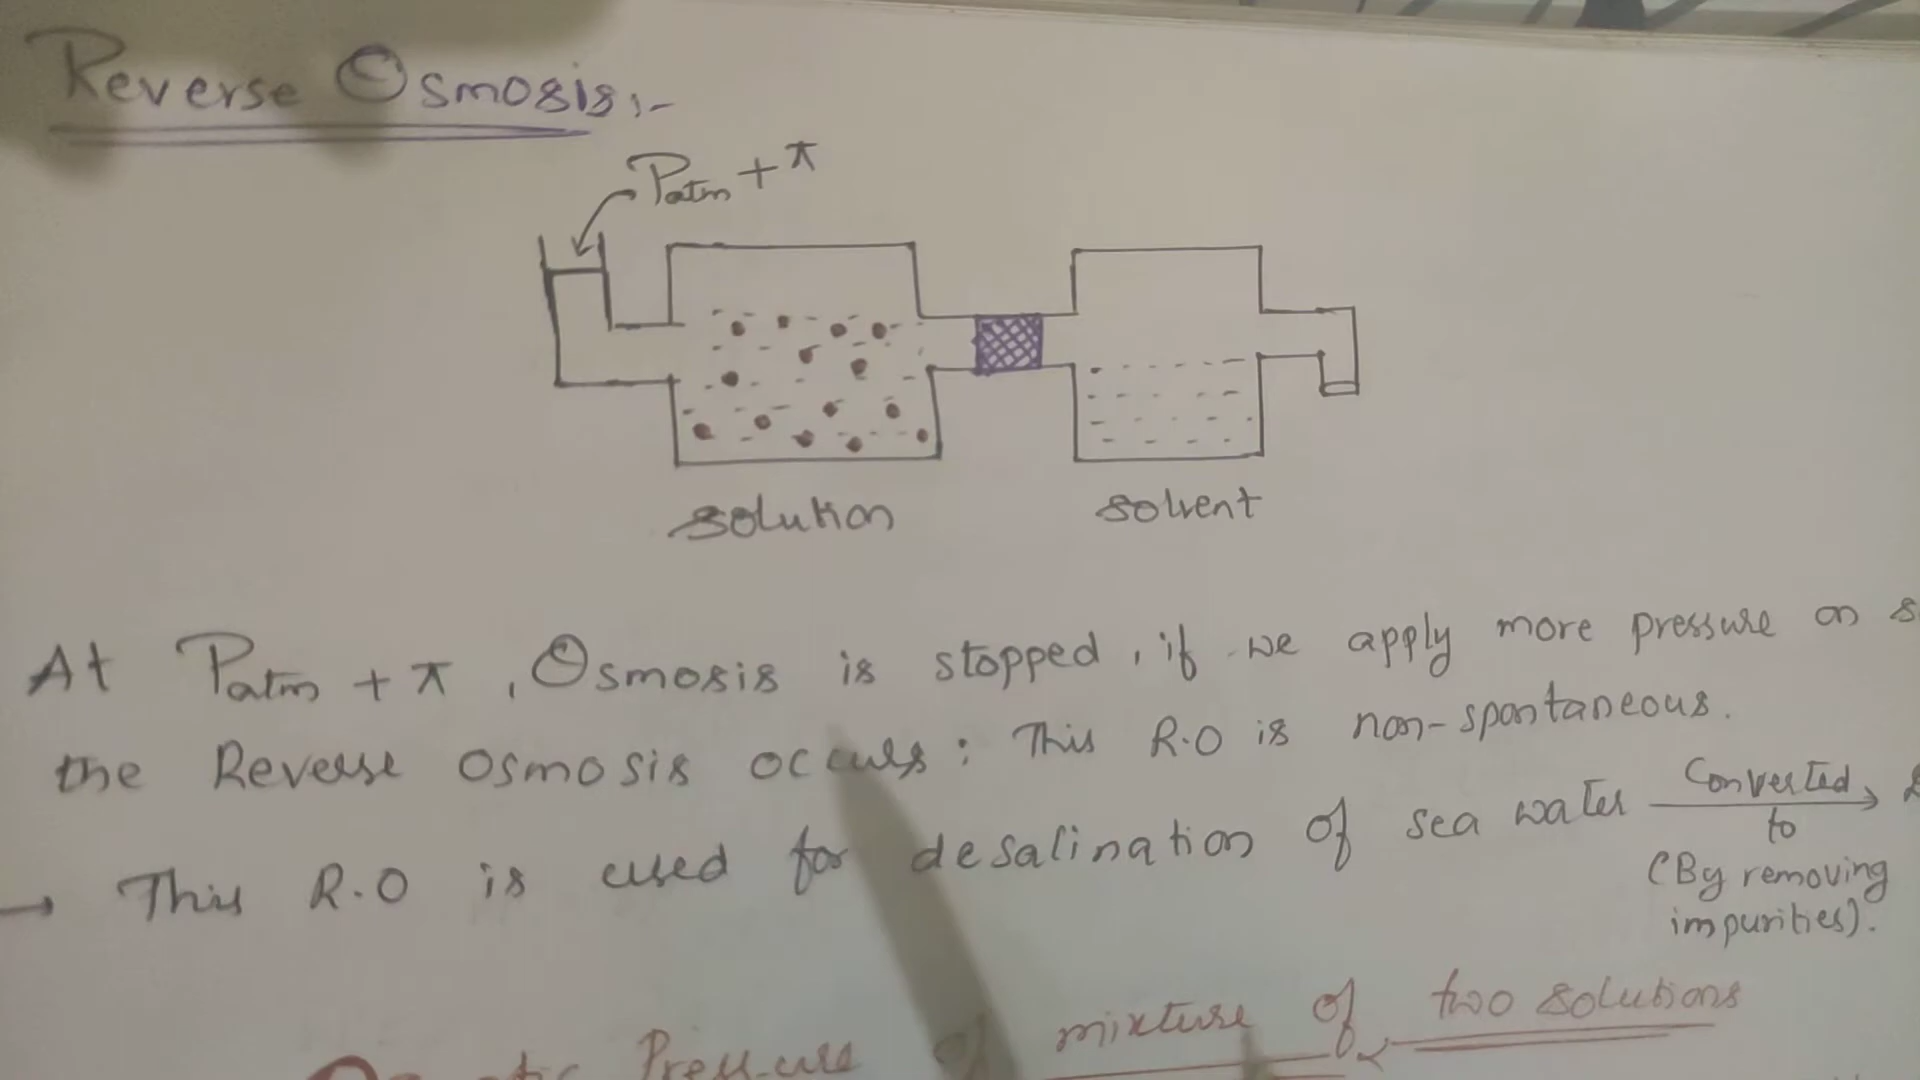 Reverse Osmosis:-
Patm + π
solution
solvent
At Patm + π, Osmosis is stopped, if we apply more pressure on
the Reverse osmosis occurs; This R.O is non-spontaneous.
→ This R.O is used for desalination of sea water Converted to →
(By removing
impurities).
Pressure of mixture of two solutions